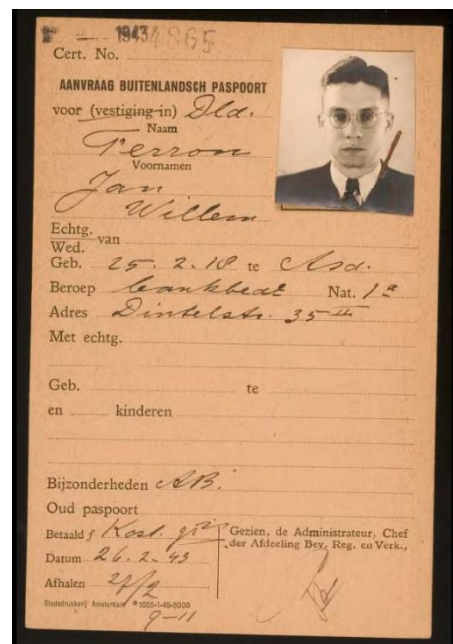 1943 4865
Cert. No.
AANVRAAG BUITENLANDSCH PASPOORT
voor (vestiging in) Dld.
Naam
Perron
Voornamen
Jan
Willem
Echtg.
Wed. van
Geb. 25.2.18 te Asd.
Beroep bankbede Nat. 1e
Adres Dintelstr. 35 II
Met echtg.
Geb. te
en kinderen
Bijzonderheden AB.
Oud paspoort
Betaald f Kost.
Datum 26.2.43
Afhalen 27/2
Gezien, de Administrateur, Chef
der Afdeeling Bev. Reg. en Verk.,
Stadsdrukkerij Amsterdam
9-11